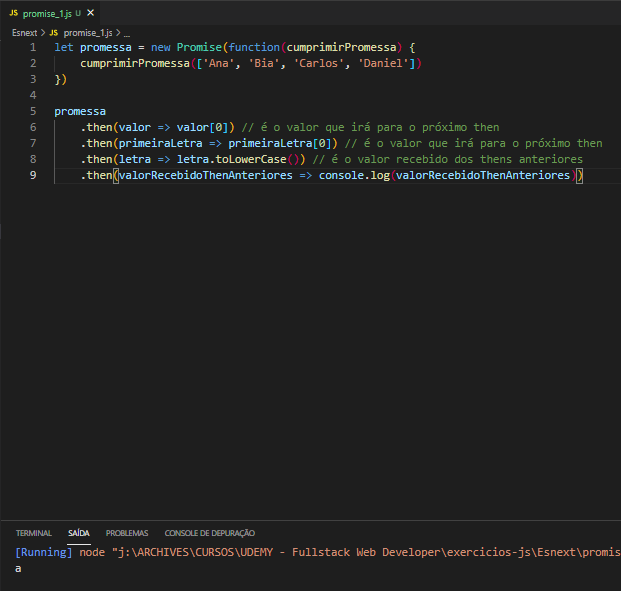 JS promise_1.js U ×
Esnext > JS promise_1.js > ...
1 let promessa = new Promise(function(cumprirPromessa) {
2 cumprirPromessa(['Ana', 'Bia', 'Carlos', 'Daniel'])
3 })
4
5 promessa
6 .then(valor => valor[0]) // é o valor que irá para o próximo then
7 .then(primeiraLetra => primeiraLetra[0]) // é o valor que irá para o próximo then
8 .then(letra => letra.toLowerCase()) // é o valor recebido dos thens anteriores
9 .then(valorRecebidoThenAnteriores => console.log(valorRecebidoThenAnteriores))
TERMINAL SAÍDA PROBLEMAS CONSOLE DE DEPURAÇÃO
[Running] node "j:\ARCHIVES\CURSOS\UDEMY - Fullstack Web Developer\exercicios-js\Esnext\promis
a